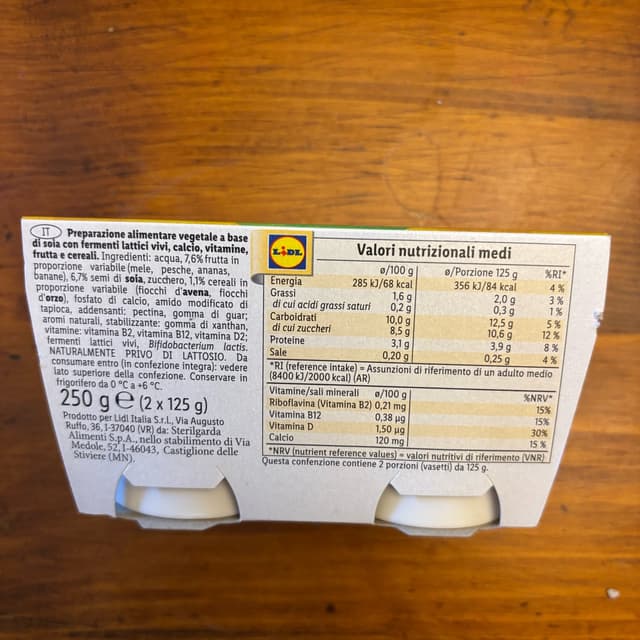 IT Preparazione alimentare vegetale a base
di soia con fermenti lattici vivi, calcio, vitamine,
frutta e cereali. Ingredienti: acqua, 7,6% frutta in
proporzione variabile (mele, pesche, ananas,
banane), 6,7% semi di soia, zucchero, 1,1% cereali in
proporzione variabile (fiocchi d'avena, fiocchi
d'orzo), fosfato di calcio, amido modificato di
tapioca, addensanti: pectina, gomma di guar;
aromi naturali, stabilizzante: gomma di xanthan,
vitamine: vitamina B2, vitamina B12, vitamina D2;
fermenti lattici vivi, Bifidobacterium lactis.
NATURALMENTE PRIVO DI LATTOSIO. Da
consumare entro (in confezione integra): vedere
lato superiore della confezione. Conservare in
frigorifero da 0 °C a +6 °C.
250 g e (2 x 125 g)
Prodotto per Lidl Italia S.r.l., Via Augusto
Ruffo, 36, I-37040 (VR) da: Sterilgarda
Alimenti S.p.A., nello stabilimento di Via
Medole, 52, I-46043, Castiglione delle
Stiviere (MN).
LIDL
Valori nutrizionali medi
ø/100 g ø/Porzione 125 g %RI*
Energia 285 kJ/68 kcal 356 kJ/84 kcal 4 %
Grassi 1,6 g 2,0 g 3 %
di cui acidi grassi saturi 0,2 g 0,3 g 1 %
Carboidrati 10,0 g 12,5 g 5 %
di cui zuccheri 8,5 g 10,6 g 12 %
Proteine 3,1 g 3,9 g 8 %
Sale 0,20 g 0,25 g 4 %
*RI (reference intake) = Assunzioni di riferimento di un adulto medio
(8400 kJ/2000 kcal) (AR)
Vitamine/sali minerali ø/100 g %NRV*
Riboflavina (Vitamina B2) 0,21 mg 15%
Vitamina B12 0,38 µg 15%
Vitamina D 1,50 µg 30%
Calcio 120 mg 15 %
*NRV (nutrient reference values) = valori nutritivi di riferimento (VNR)
Questa confezione contiene 2 porzioni (vasetti) da 125 g.